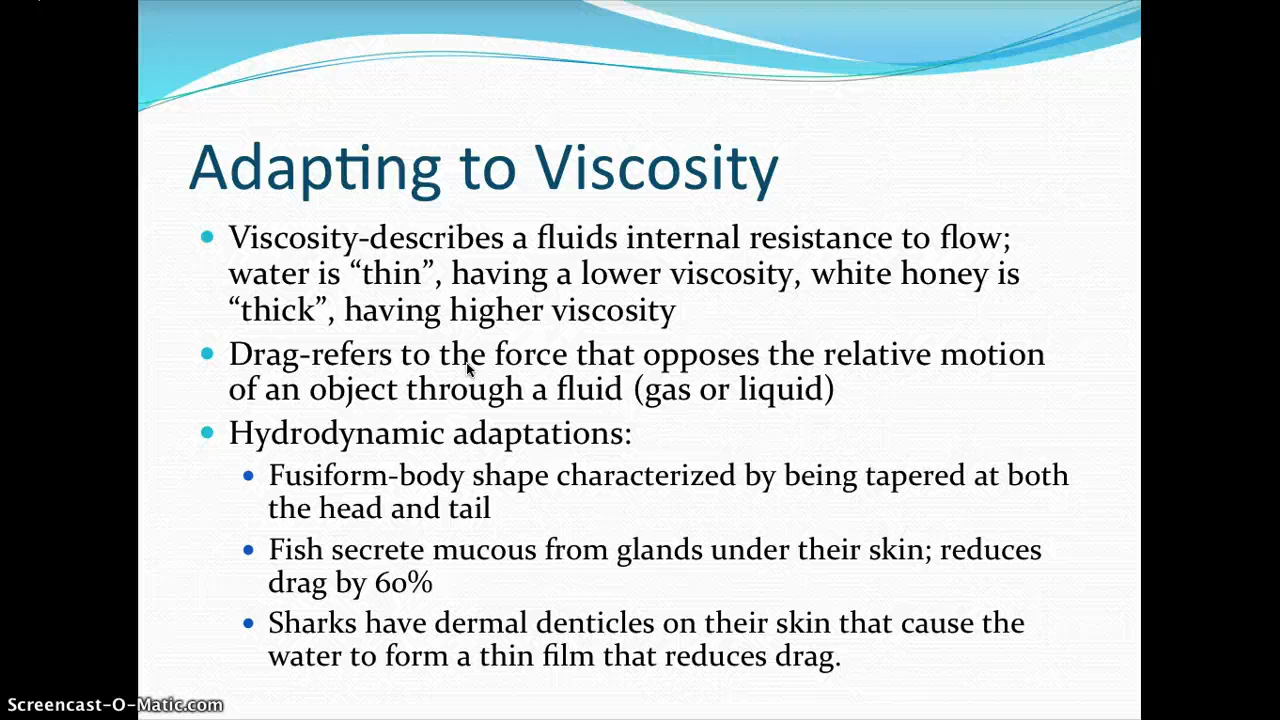 Adapting to Viscosity
• Viscosity-describes a fluids internal resistance to flow;
water is “thin”, having a lower viscosity, white honey is
“thick”, having higher viscosity
• Drag-refers to the force that opposes the relative motion
of an object through a fluid (gas or liquid)
• Hydrodynamic adaptations:
• Fusiform-body shape characterized by being tapered at both
the head and tail
• Fish secrete mucous from glands under their skin; reduces
drag by 60%
• Sharks have dermal denticles on their skin that cause the
water to form a thin film that reduces drag.
Screencast-O-Matic.com